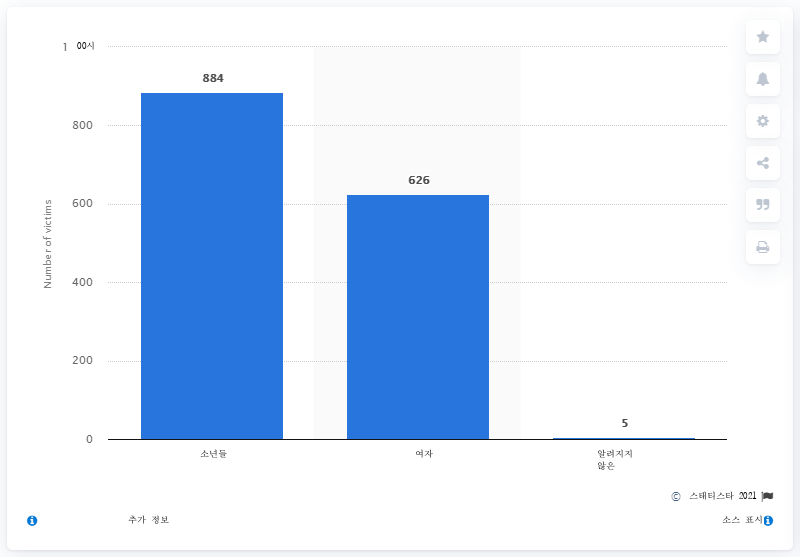 1 00시
884
800
626
600
Number of victims
400
200
5
0
소년들
여자
알려지지
않은
© 스태티스타 2021
추가 정보
소스 표시